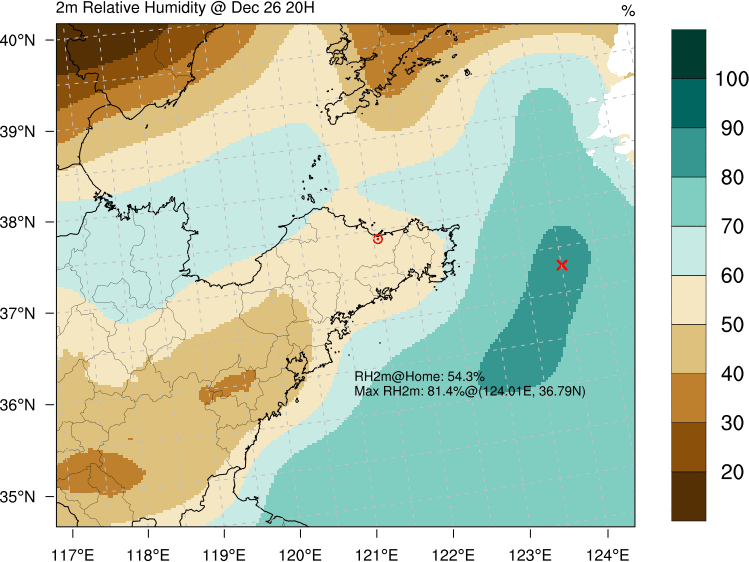 2m Relative Humidity @ Dec 26 20H
%
40°N
39°N
38°N
37°N
36°N
35°N
117°E
118°E
119°E
120°E
121°E
122°E
123°E
124°E
RH2m@Home: 54.3%
Max RH2m: 81.4%@(124.01E, 36.79N)
100
90
80
70
60
50
40
30
20